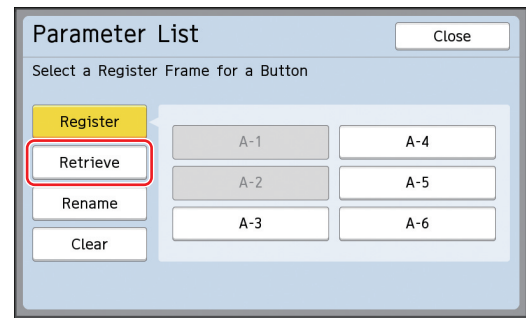 Parameter List
Close
Select a Register Frame for a Button
Register
Retrieve
Rename
Clear
A-1
A-4
A-2
A-5
A-3
A-6